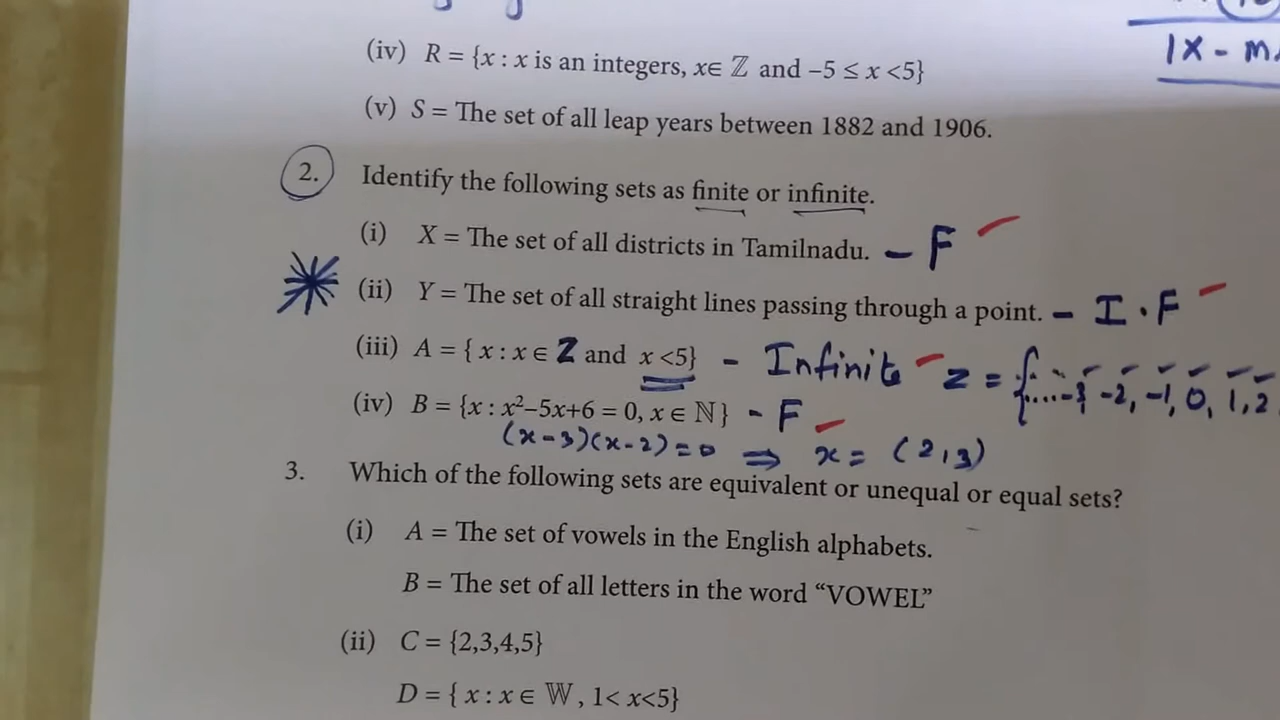 (iv) R = {x : x is an integers, x∈ ℤ and –5 ≤ x <5}
1X - m
(v) S = The set of all leap years between 1882 and 1906.
2. Identify the following sets as finite or infinite.
(i) X = The set of all districts in Tamilnadu. – F
(ii) Y = The set of all straight lines passing through a point. – I.F
(iii) A = { x : x ∈ Z and x <5} - Infinite Z = {.....-3, -2, -1, 0, 1, 2
(iv) B = {x : x²–5x+6 = 0, x ∈ ℕ} - F
(x-3)(x-2)=0 ⇒ x = (2,3)
3. Which of the following sets are equivalent or unequal or equal sets?
(i) A = The set of vowels in the English alphabets.
B = The set of all letters in the word “VOWEL”
(ii) C = {2,3,4,5}
D = { x : x ∈ 𝕎, 1< x<5}